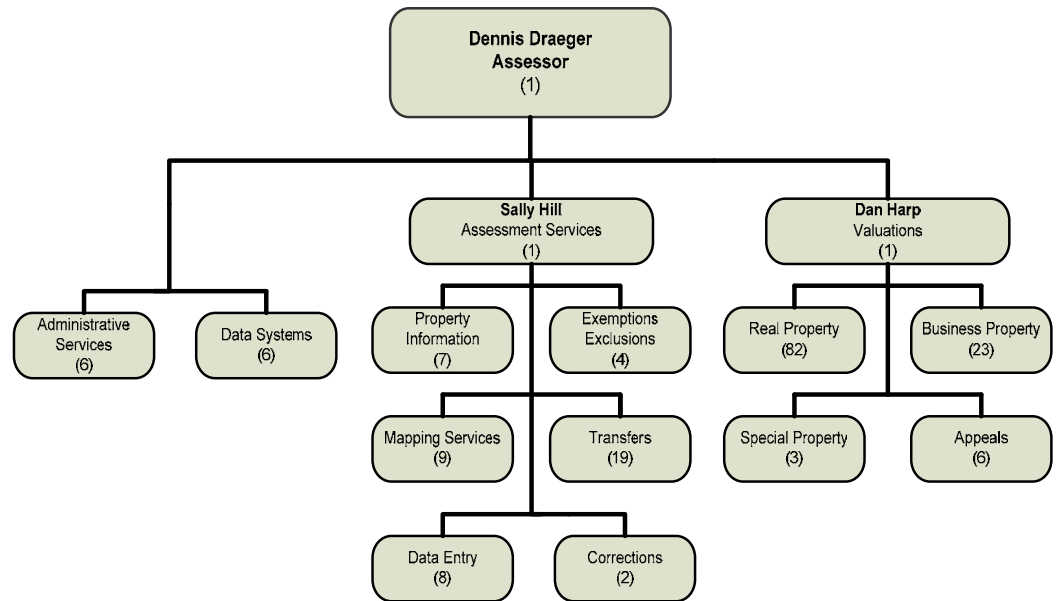 Dennis Draeger
Assessor
(1)
Sally Hill
Assessment Services
(1)
Dan Harp
Valuations
(1)
Administrative
Services
(6)
Data Systems
(6)
Property
Information
(7)
Exemptions
Exclusions
(4)
Real Property
(82)
Business Property
(23)
Mapping Services
(9)
Transfers
(19)
Special Property
(3)
Appeals
(6)
Data Entry
(8)
Corrections
(2)